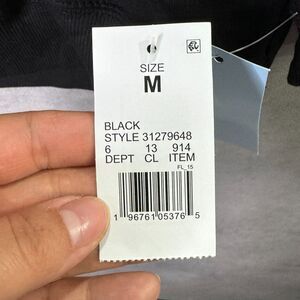 SIZE
M
BLACK
STYLE 31279648
6 13 914
DEPT CL ITEM
FL_15
1 96761 05376 5